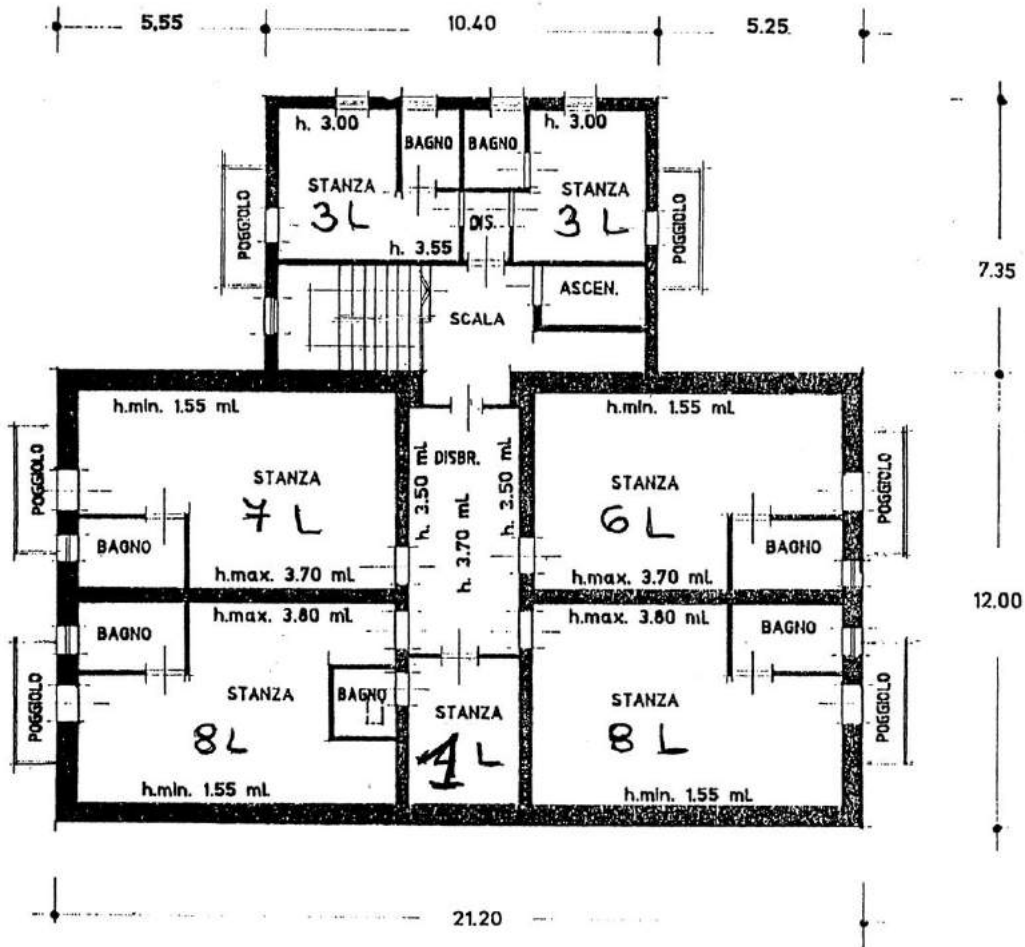 5,55 10.40 5.25
h. 3.00 BAGNO BAGNO h. 3.00
STANZA STANZA
3 L DIS. 3 L
POGGIOLO POGGIOLO
h. 3.55
7.35
ASCEN.
SCALA
h.min. 1.55 ml. h.min. 1.55 ml.
POGGIOLO STANZA DISBR. STANZA POGGIOLO
7 L h. 3.50 ml h. 3.70 ml h. 3.50 ml 6 L
BAGNO BAGNO
h.max. 3.70 ml. h.max. 3.70 ml.
12.00
h.max. 3.80 ml. h.max. 3.80 ml.
BAGNO BAGNO
POGGIOLO STANZA BAGNO STANZA STANZA POGGIOLO
8 L 1 L 8 L
h.min. 1.55 ml. h.min. 1.55 ml.
21.20